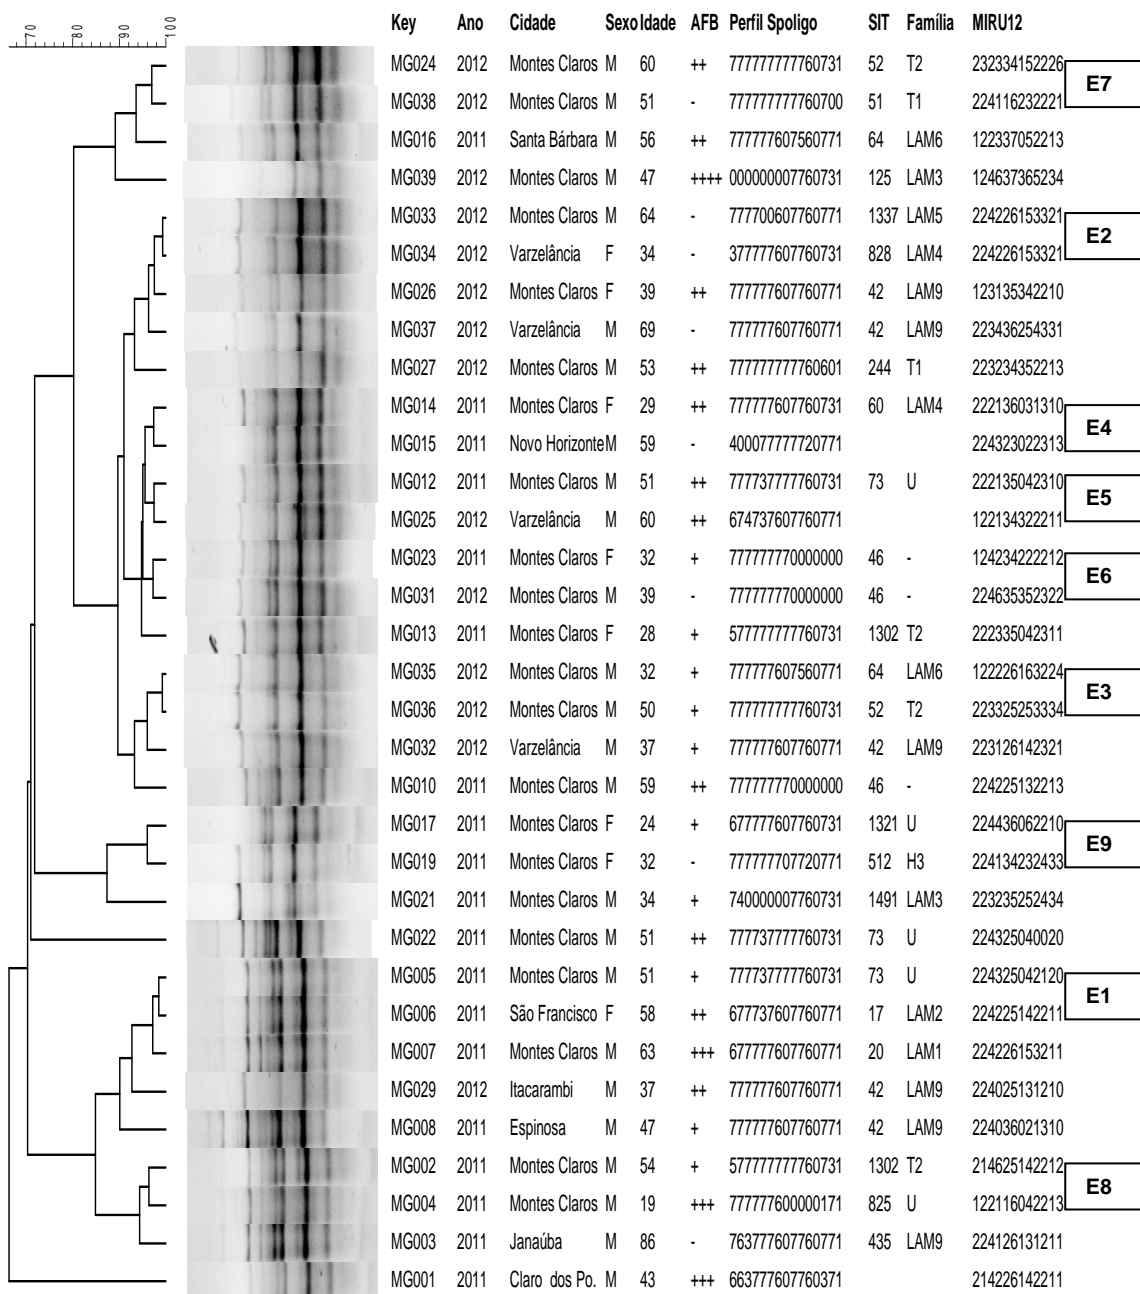 70 80 90 100
Key Ano Cidade Sexo Idade AFB Perfil Spoligo SIT Família MIRU12
MG024 2012 Montes Claros M 60 ++ 777777777760731 52 T2 232334152226
E7
MG038 2012 Montes Claros M 51 - 777777777760700 51 T1 224116232221
MG016 2011 Santa Bárbara M 56 ++ 777777607560771 64 LAM6 122337052213
MG039 2012 Montes Claros M 47 ++++ 000000007760731 125 LAM3 124637365234
MG033 2012 Montes Claros M 64 - 777700607760771 1337 LAM5 224226153321
E2
MG034 2012 Varzelância F 34 - 377777607760731 828 LAM4 224226153321
MG026 2012 Montes Claros F 39 ++ 777777607760771 42 LAM9 123135342210
MG037 2012 Varzelância M 69 - 777777607760771 42 LAM9 223436254331
MG027 2012 Montes Claros M 53 ++ 777777777760601 244 T1 223234352213
MG014 2011 Montes Claros F 29 ++ 777777607760731 60 LAM4 222136031310
E4
MG015 2011 Novo Horizonte M 59 - 400077777720771 224323022313
MG012 2011 Montes Claros M 51 ++ 777737777760731 73 U 222135042310
E5
MG025 2012 Varzelância M 60 ++ 674737607760771 122134322211
MG023 2011 Montes Claros F 32 + 777777770000000 46 - 124234222212
E6
MG031 2012 Montes Claros M 39 - 777777770000000 46 - 224635352322
MG013 2011 Montes Claros F 28 + 577777777760731 1302 T2 222335042311
MG035 2012 Montes Claros M 32 + 777777607560771 64 LAM6 122226163224
E3
MG036 2012 Montes Claros M 50 + 777777777760731 52 T2 223325253334
MG032 2012 Varzelância M 37 + 777777607760771 42 LAM9 223126142321
MG010 2011 Montes Claros M 59 ++ 777777770000000 46 - 224225132213
MG017 2011 Montes Claros F 24 + 677777607760731 1321 U 224436062210
E9
MG019 2011 Montes Claros F 32 - 777777707720771 512 H3 224134232433
MG021 2011 Montes Claros M 34 + 740000007760731 1491 LAM3 223235252434
MG022 2011 Montes Claros M 51 ++ 777737777760731 73 U 224325040020
MG005 2011 Montes Claros M 51 + 777737777760731 73 U 224325042120
E1
MG006 2011 São Francisco F 58 ++ 677737607760771 17 LAM2 224225142211
MG007 2011 Montes Claros M 63 +++ 677777607760771 20 LAM1 224226153211
MG029 2012 Itacarambi M 37 ++ 777777607760771 42 LAM9 224025131210
MG008 2011 Espinosa M 47 + 777777607760771 42 LAM9 224036021310
MG002 2011 Montes Claros M 54 + 577777777760731 1302 T2 214625142212
E8
MG004 2011 Montes Claros M 19 +++ 777777600000171 825 U 122116042213
MG003 2011 Janaúba M 86 - 763777607760771 435 LAM9 224126131211
MG001 2011 Claro dos Po. M 43 +++ 663777607760371 214226142211